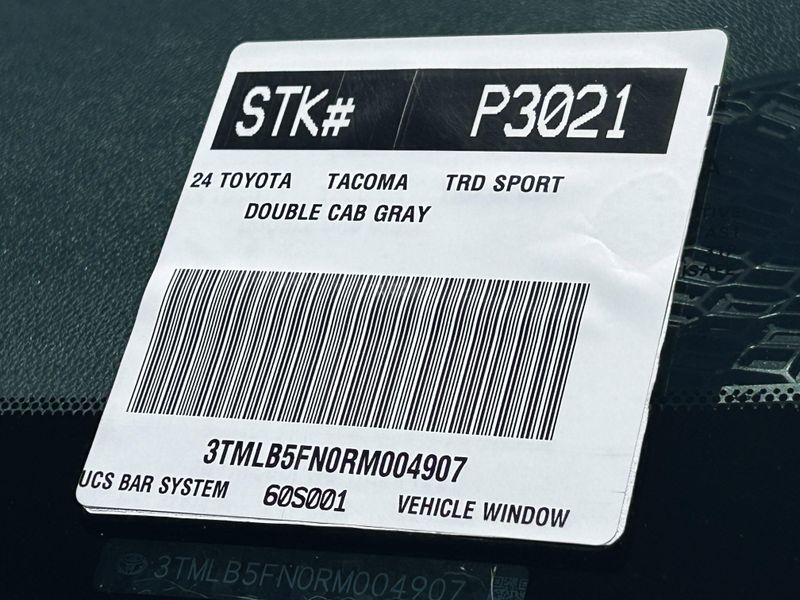 STK# P3021
24 TOYOTA TACOMA TRD SPORT
DOUBLE CAB GRAY
3TMLB5FN0RM004907
UCS BAR SYSTEM 60S001 VEHICLE WINDOW
3TMLB5FN0RM004907